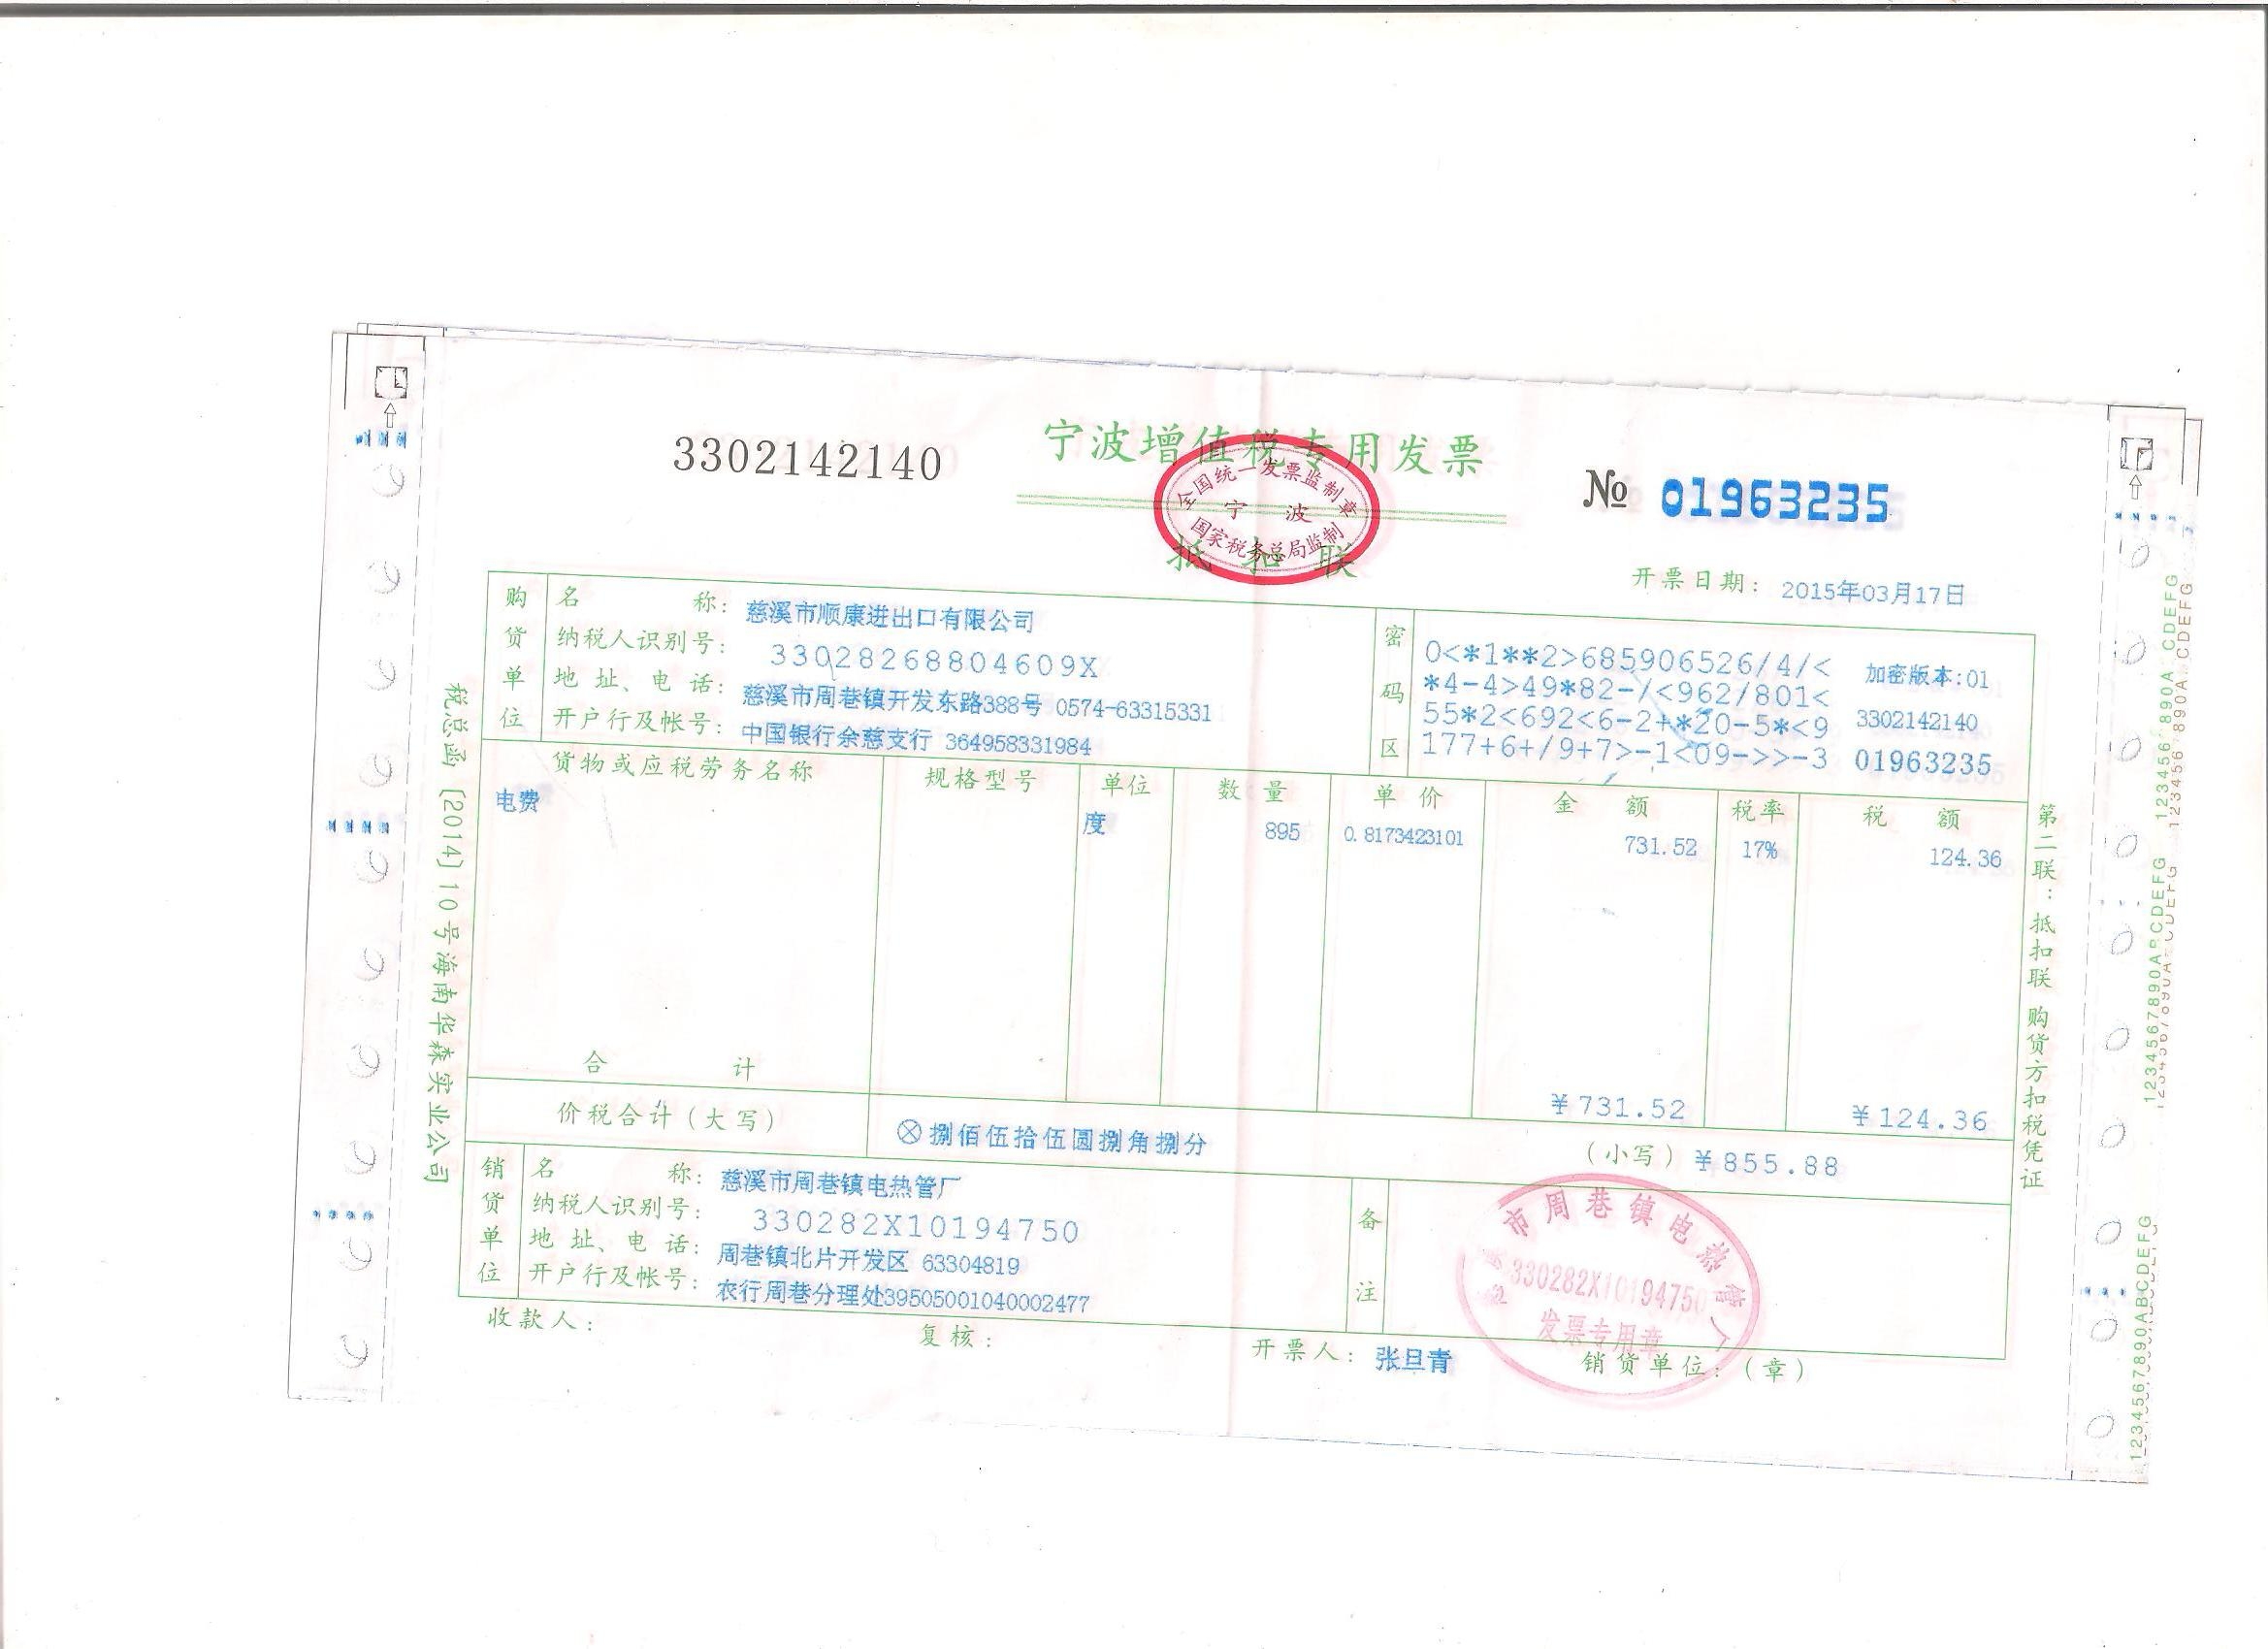 3302142140
宁波增值税专用发票
全国统一发票监制章
宁波
国家税务总局监制
抵扣联
№ 01963235
开票日期: 2015年03月17日
购货单位
名称: 慈溪市顺康进出口有限公司
纳税人识别号: 33028268804609X
地址、电话: 慈溪市周巷镇开发东路388号 0574-63315331
开户行及帐号: 中国银行余慈支行 364958331984
密码区
0<*1**2>685906526/4/< 加密版本:01
*4-4>49*82-/<962/801<
55*2<692<6-2+*20-5*<9 3302142140
177+6+/9+7>-1<09->>-3 01963235
货物或应税劳务名称 规格型号 单位 数量 单价 金额 税率 税额
电费 度 895 0.8173423101 731.52 17% 124.36
合计 ¥731.52 ¥124.36
价税合计(大写) ⊗捌佰伍拾伍圆捌角捌分 (小写) ¥855.88
销货单位
名称: 慈溪市周巷镇电热管厂
纳税人识别号: 330282X10194750
地址、电话: 周巷镇北片开发区 63304819
开户行及帐号: 农行周巷分理处39505001040002477
备注
市周巷镇电热管厂
330282X10194750
发票专用章
收款人: 复核: 开票人: 张旦青 销货单位:(章)
税总函[2014]10号海南华森实业公司
第二联:抵扣联 购货方扣税凭证
1234567890ABCDEFG